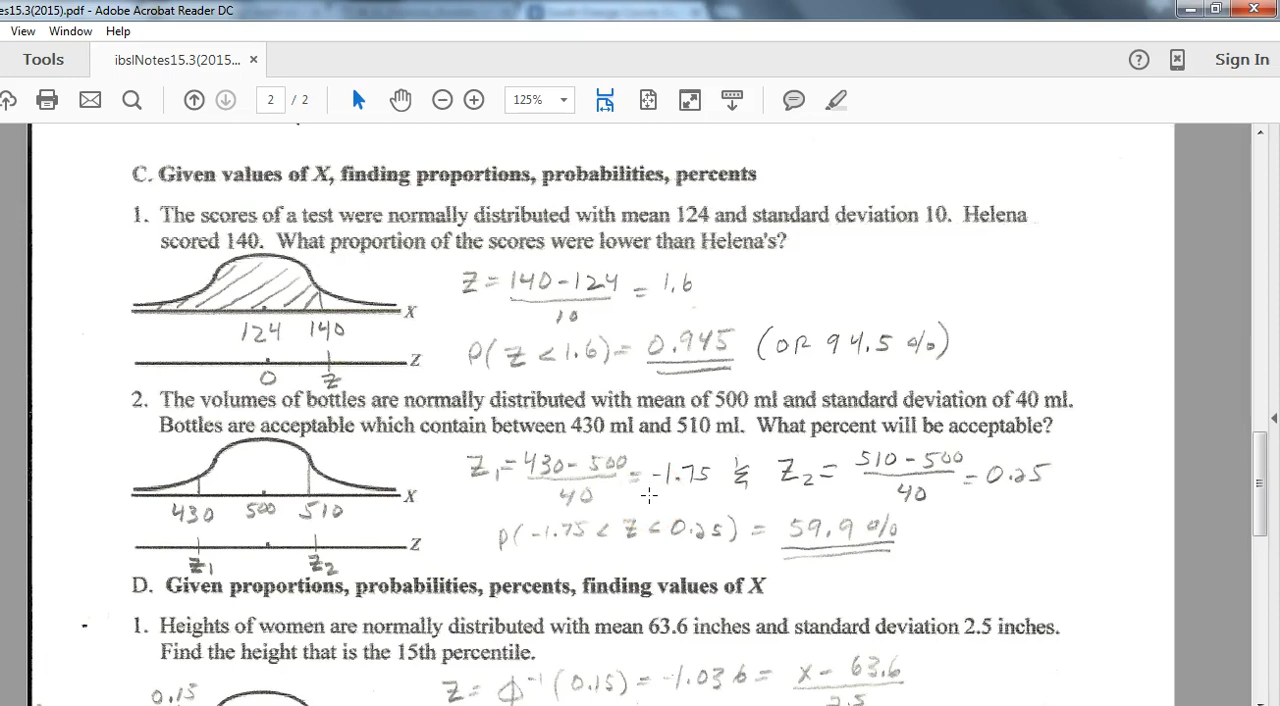 es15.3(2015).pdf - Adobe Acrobat Reader DC
View Window Help
Tools ibslNotes15.3(2015... × Sign In
2 / 2 125%
C. Given values of X, finding proportions, probabilities, percents
1. The scores of a test were normally distributed with mean 124 and standard deviation 10. Helena
scored 140. What proportion of the scores were lower than Helena's?
Z = 140 - 124 = 1.6
10
X
124 140
P(Z < 1.6) = 0.945 (OR 94.5 %)
Z
0 Z
2. The volumes of bottles are normally distributed with mean of 500 ml and standard deviation of 40 ml.
Bottles are acceptable which contain between 430 ml and 510 ml. What percent will be acceptable?
Z1 = 430 - 500 = -1.75 & Z2 = 510 - 500 = 0.25
40 40
X
430 500 510
P(-1.75 < Z < 0.25) = 59.9 %
Z
Z1 Z2
D. Given proportions, probabilities, percents, finding values of X
1. Heights of women are normally distributed with mean 63.6 inches and standard deviation 2.5 inches.
Find the height that is the 15th percentile.
0.15
Z = Φ-1 (0.15) = -1.036 = X - 63.6
2.5